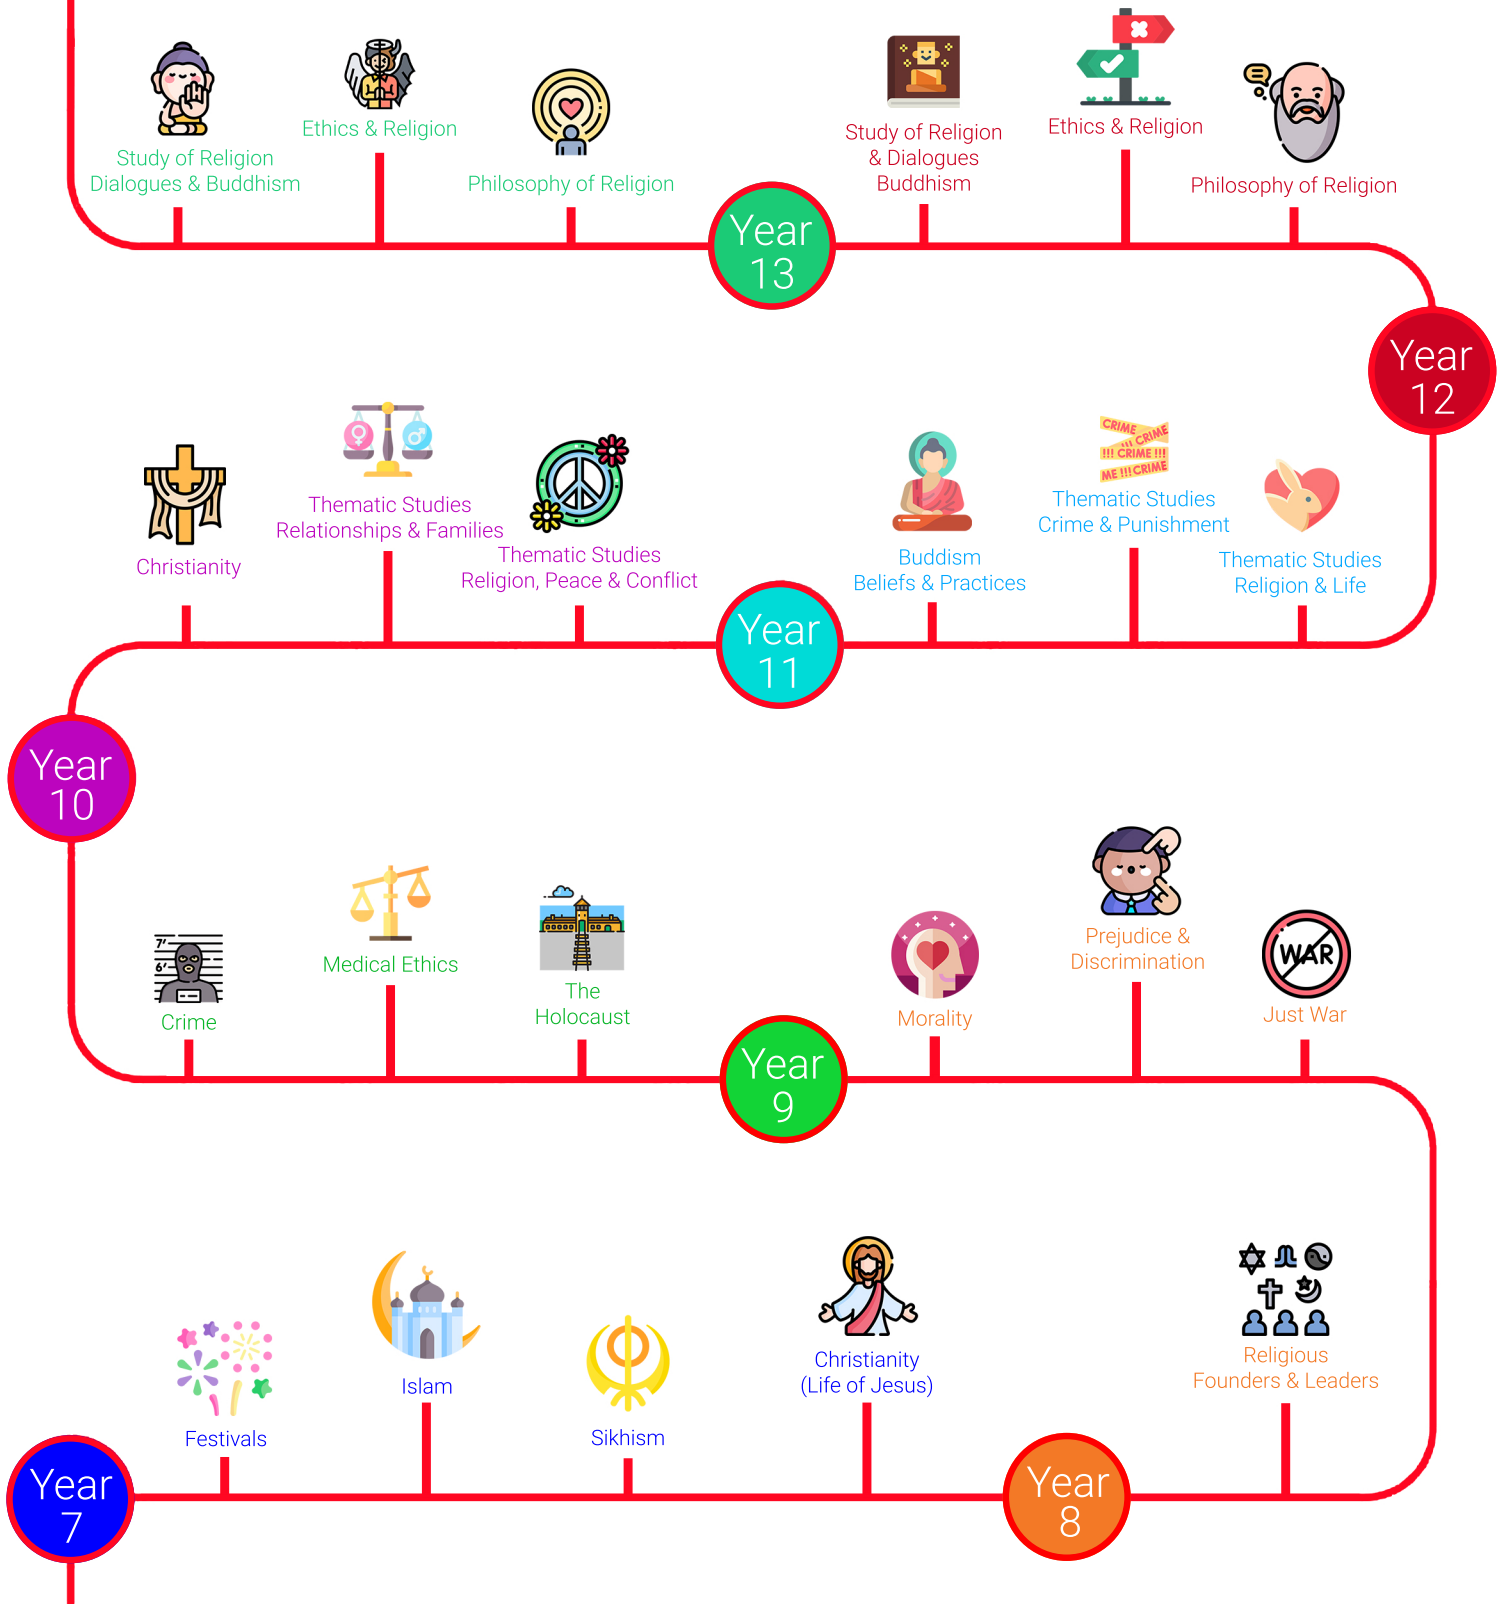 Study of Religion
Dialogues & Buddhism
Ethics & Religion
Philosophy of Religion
Study of Religion
& Dialogues
Buddhism
Ethics & Religion
Philosophy of Religion
Year
13
Year
12
Christianity
Thematic Studies
Relationships & Families
Thematic Studies
Religion, Peace & Conflict
Buddism
Beliefs & Practices
CRIME
!!! CRIME
!!! CRIME !!!
ME !!! CRIME
Thematic Studies
Crime & Punishment
Thematic Studies
Religion & Life
Year
11
Year
10
7'
6'
Crime
Medical Ethics
The
Holocaust
Morality
Prejudice &
Discrimination
WAR
Just War
Year
9
Festivals
Islam
Sikhism
Christianity
(Life of Jesus)
Religious
Founders & Leaders
Year
7
Year
8